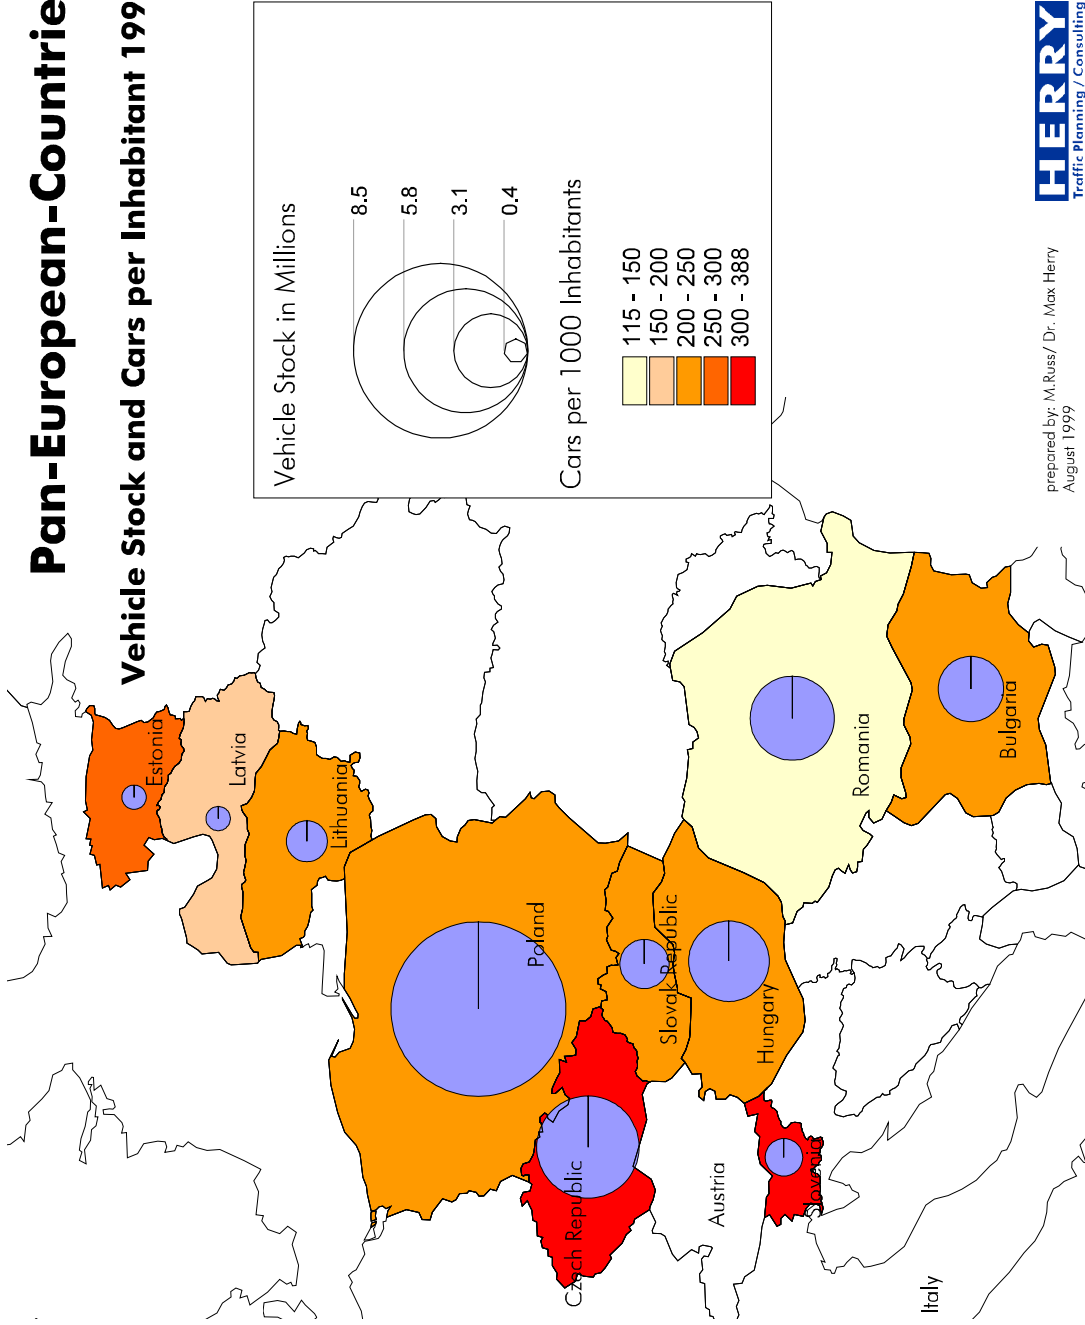 Pan-European-Countrie
Vehicle Stock and Cars per Inhabitant 199
Vehicle Stock in Millions
8.5
5.8
3.1
0.4
Cars per 1000 Inhabitants
115 - 150
150 - 200
200 - 250
250 - 300
300 - 388
Estonia
Latvia
Lithuania
Poland
Czech Republic
Slovak Republic
Hungary
Austria
Slovenia
Romania
Bulgaria
Italy
prepared by: M.Russ/ Dr. Max Herry
August 1999
HERRY
Traffic Planning / Consulting